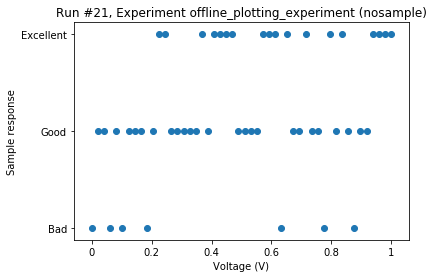 Run #21, Experiment offline_plotting_experiment (nosample)
Excellent
Good
Bad
Sample response
0
0.2
0.4
0.6
0.8
1
Voltage (V)